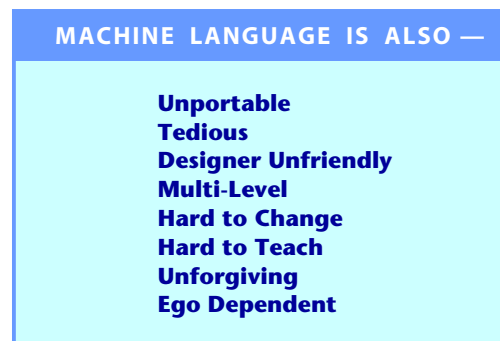 MACHINE LANGUAGE IS ALSO —
Unportable
Tedious
Designer Unfriendly
Multi-Level
Hard to Change
Hard to Teach
Unforgiving
Ego Dependent